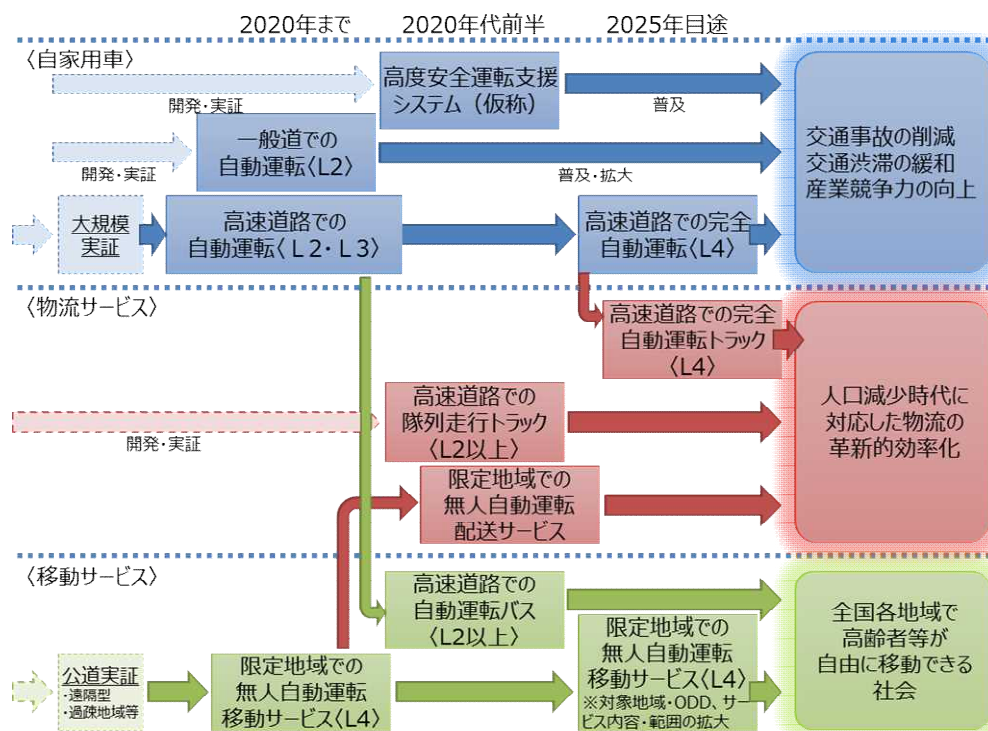 2020年まで
2020年代前半
2025年目途
〈自家用車〉
開発・実証
高度安全運転支援
システム（仮称）
普及
開発・実証
一般道での
自動運転〈L2〉
普及・拡大
大規模
実証
高速道路での
自動運転〈Ｌ２・Ｌ３〉
高速道路での完全
自動運転〈L4〉
交通事故の削減
交通渋滞の緩和
産業競争力の向上
〈物流サービス〉
高速道路での完全
自動運転トラック
〈L4〉
開発・実証
高速道路での
隊列走行トラック
〈L2以上〉
限定地域での
無人自動運転
配送サービス
人口減少時代に
対応した物流の
革新的効率化
〈移動サービス〉
高速道路での
自動運転バス
〈L2以上〉
公道実証
・遠隔型
・過疎地域等
限定地域での
無人自動運転
移動サービス〈L4〉
限定地域での
無人自動運転
移動サービス〈L4〉
※対象地域・ODD、サー
ビス内容・範囲の拡大
全国各地域で
高齢者等が
自由に移動できる
社会